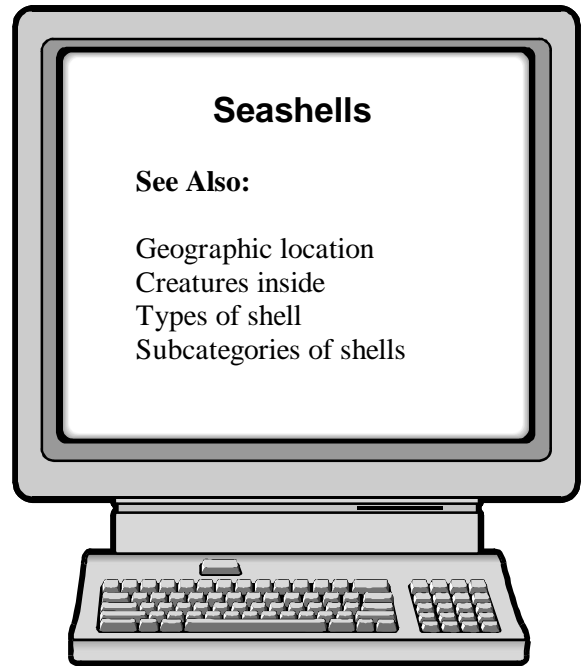 Seashells
See Also:
Geographic location
Creatures inside
Types of shell
Subcategories of shells